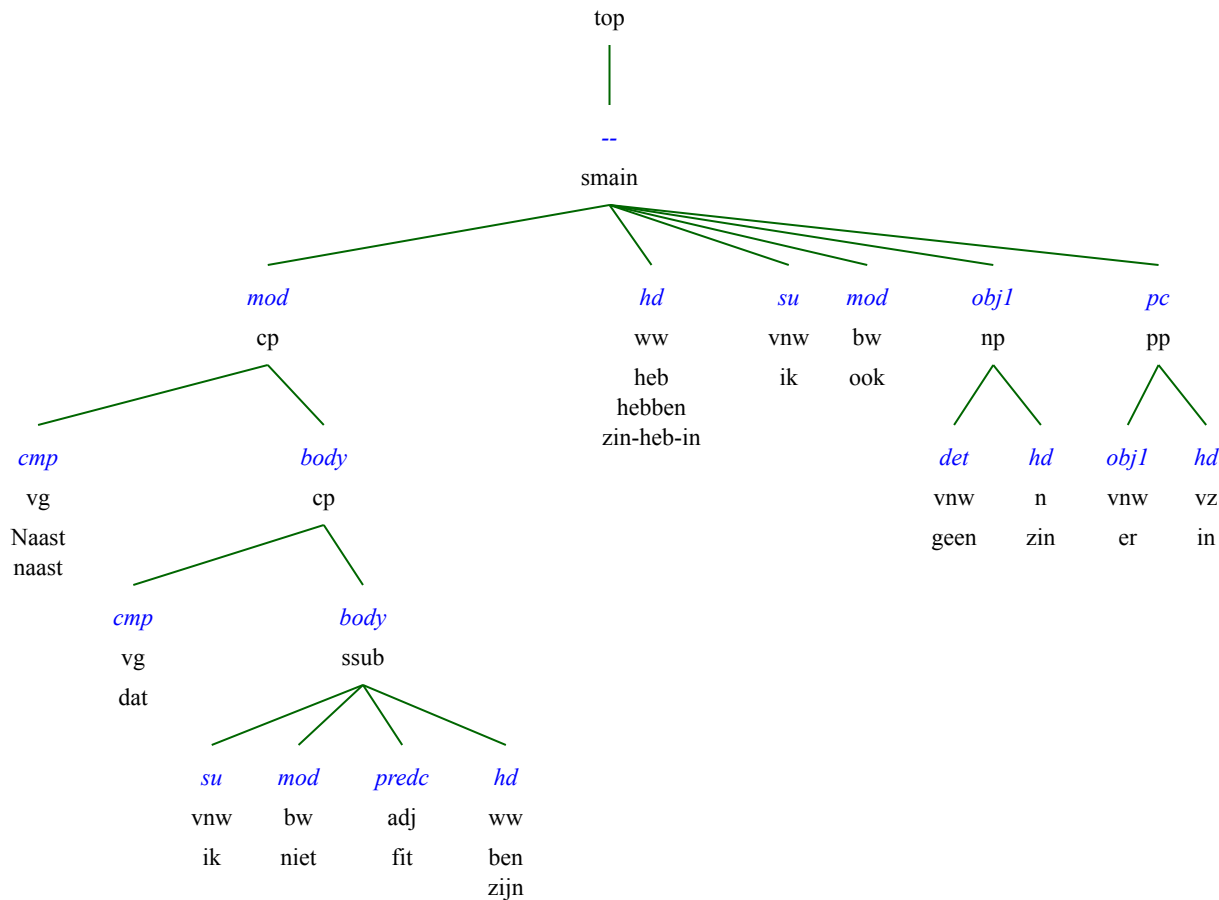 top
--
smain
mod hd su mod obj1 pc
cp ww vnw bw np pp
heb ik ook
hebben
zin-heb-in
cmp body det hd obj1 hd
vg cp vnw n vnw vz
Naast geen zin er in
naast
cmp body
vg ssub
dat
su mod predc hd
vnw bw adj ww
ik niet fit ben
zijn